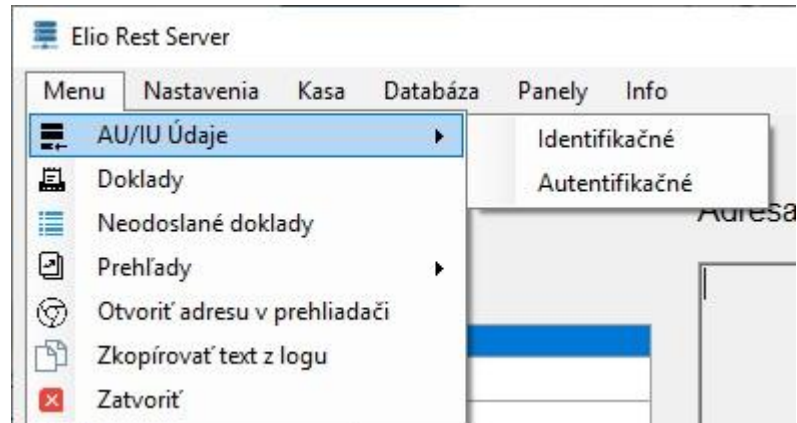 Elio Rest Server
Menu Nastavenia Kasa Databáza Panely Info
AU/IU Údaje
Identifikačné
Autentifikačné
Doklady
Adresa
Neodoslané doklady
Prehľady
Otvoriť adresu v prehliadači
Zkopírovať text z logu
Zatvoriť